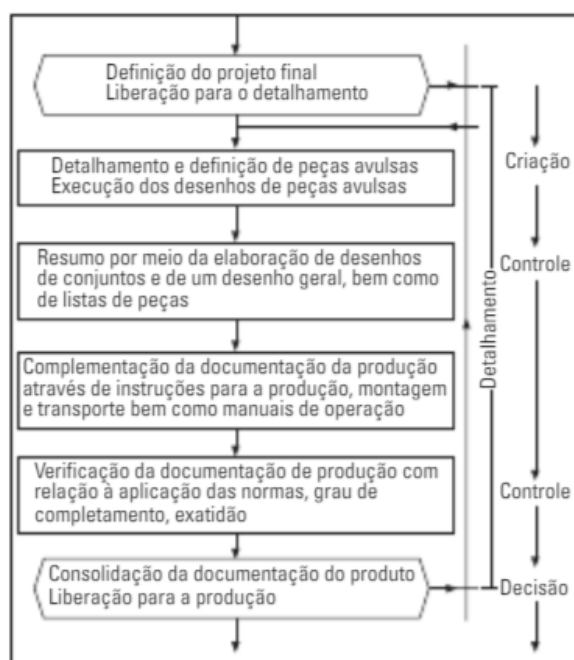 Definição do projeto final
Liberação para o detalhamento
Detalhamento e definição de peças avulsas
Execução dos desenhos de peças avulsas
Criação
Resumo por meio da elaboração de desenhos
de conjuntos e de um desenho geral, bem como
de listas de peças
Controle
Detalhamento
Complementação da documentação da produção
através de instruções para a produção, montagem
e transporte bem como manuais de operação
Verificação da documentação de produção com
relação à aplicação das normas, grau de
completamento, exatidão
Controle
Consolidação da documentação do produto
Liberação para a produção
Decisão